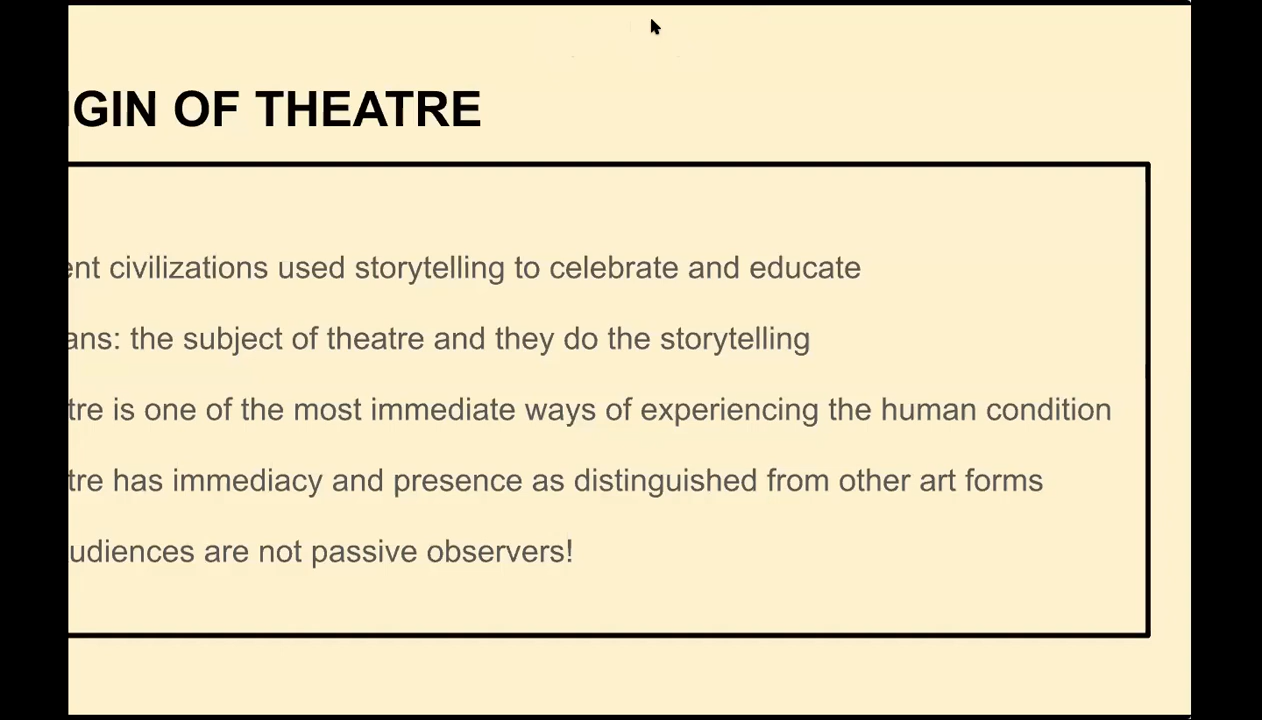 IGIN OF THEATRE
ent civilizations used storytelling to celebrate and educate
ans: the subject of theatre and they do the storytelling
tre is one of the most immediate ways of experiencing the human condition
tre has immediacy and presence as distinguished from other art forms
udiences are not passive observers!